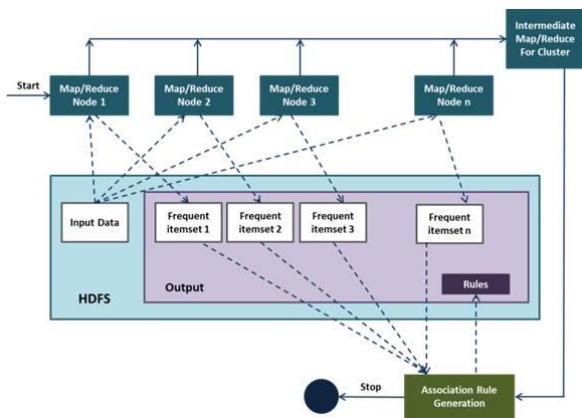 Intermediate
Map/Reduce
For Cluster
Start
Map/Reduce
Node 1
Map/Reduce
Node 2
Map/Reduce
Node 3
Map/Reduce
Node n
Input Data
Frequent
itemset 1
Frequent
itemset 2
Frequent
itemset 3
Frequent
itemset n
Output
Rules
HDFS
Stop
Association Rule
Generation